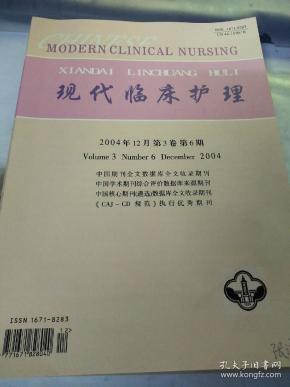 CHINESE
MODERN CLINICAL NURSING
XIANDAI LINCHUANG HULI
现代临床护理
2004年12月第3卷第6期
Volume 3 Number 6 December 2004
中国期刊全文数据库全文收录期刊
中国学术期刊综合评价数据库来源期刊
中国核心期刊(遴选)数据库全文收录期刊
《CAJ-CD规范》执行优秀期刊
ISSN 1671-8283
12>
9771671828040
孔夫子旧书网